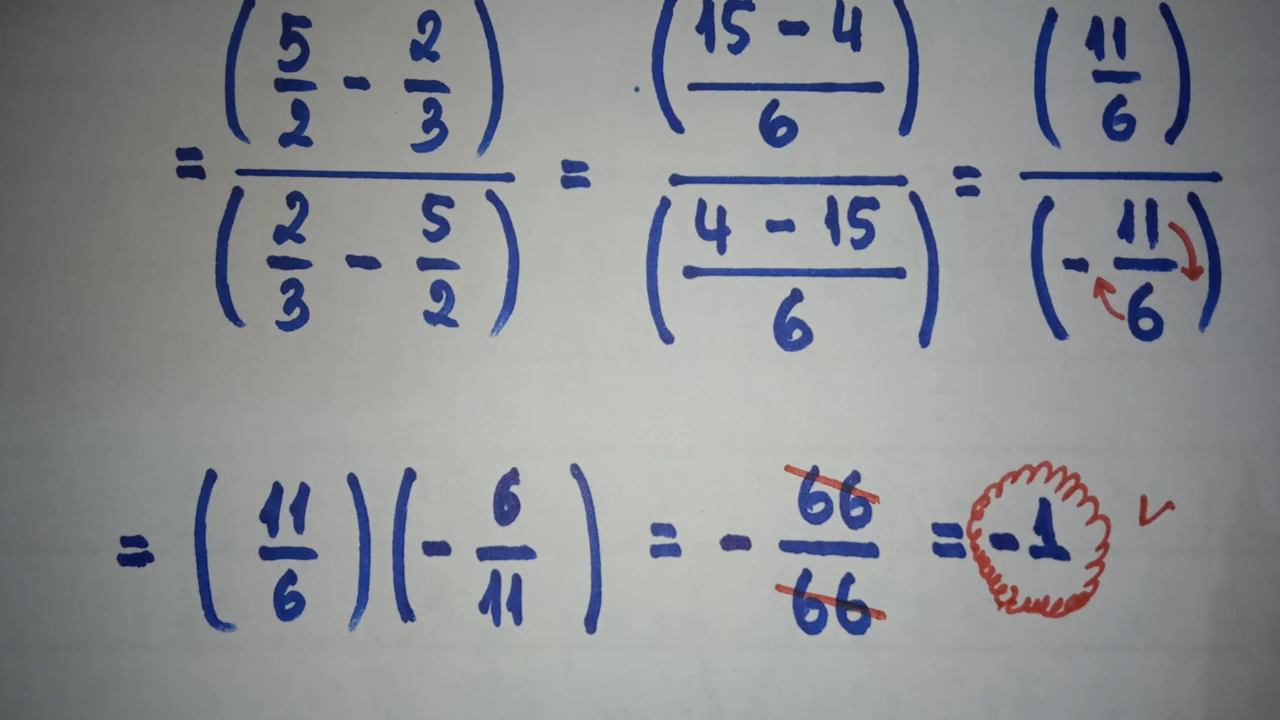 = (5/2 - 2/3) / (2/3 - 5/2) = ((15 - 4)/6) / ((4 - 15)/6) = (11/6) / (- 11/6)
= (11/6)(- 6/11) = - 66/66 = - 1 ✓